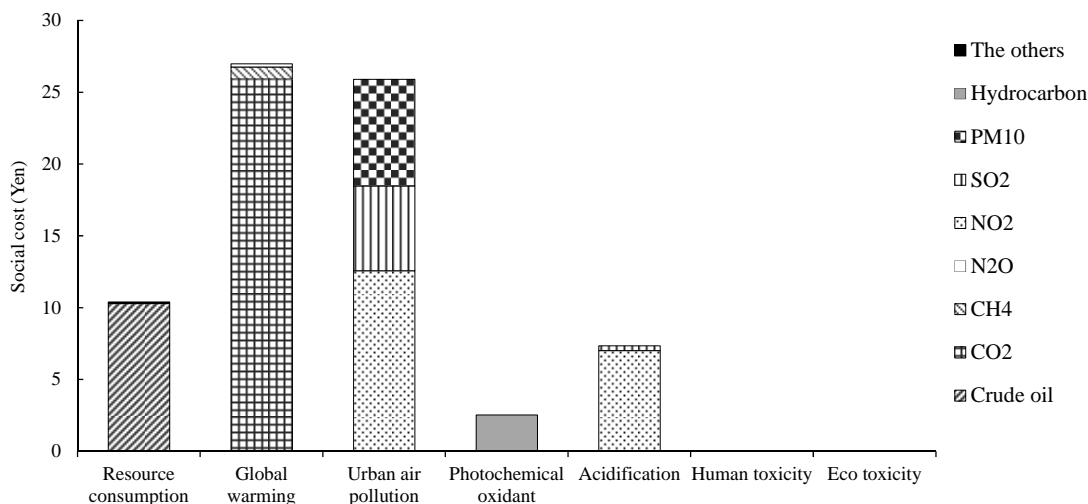 30
25
20
15
10
5
0
Social cost (Yen)
Resource
consumption
Global
warming
Urban air
pollution
Photochemical
oxidant
Acidification
Human toxicity
Eco toxicity
The others
Hydrocarbon
PM10
SO2
NO2
N2O
CH4
CO2
Crude oil